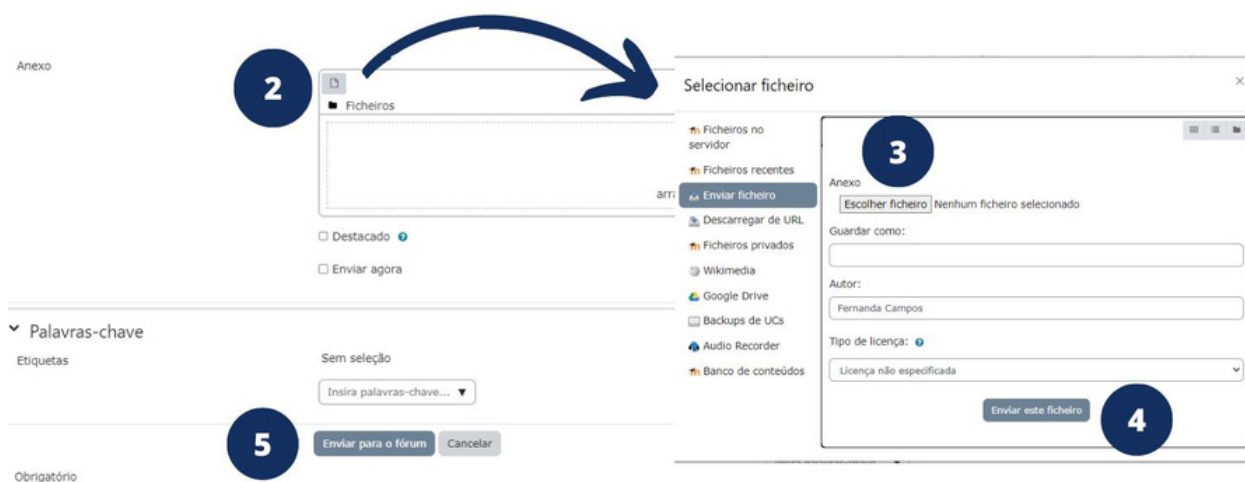 Anexo
2
Ficheiros
Destacado
Enviar agora
Palavras-chave
Etiquetas
Sem seleção
Insira palavras-chave...
5
Enviar para o fórum
Cancelar
Obrigatório
Selecionar ficheiro
Ficheiros no
servidor
Ficheiros recentes
Enviar ficheiro
Descarregar de URL
Ficheiros privados
Wikimedia
Google Drive
Backups de UCs
Audio Recorder
Banco de conteúdos
3
Anexo
Escolher ficheiro Nenhum ficheiro selecionado
Guardar como:
Autor:
Fernanda Campos
Tipo de licença:
Licença não especificada
Enviar este ficheiro
4